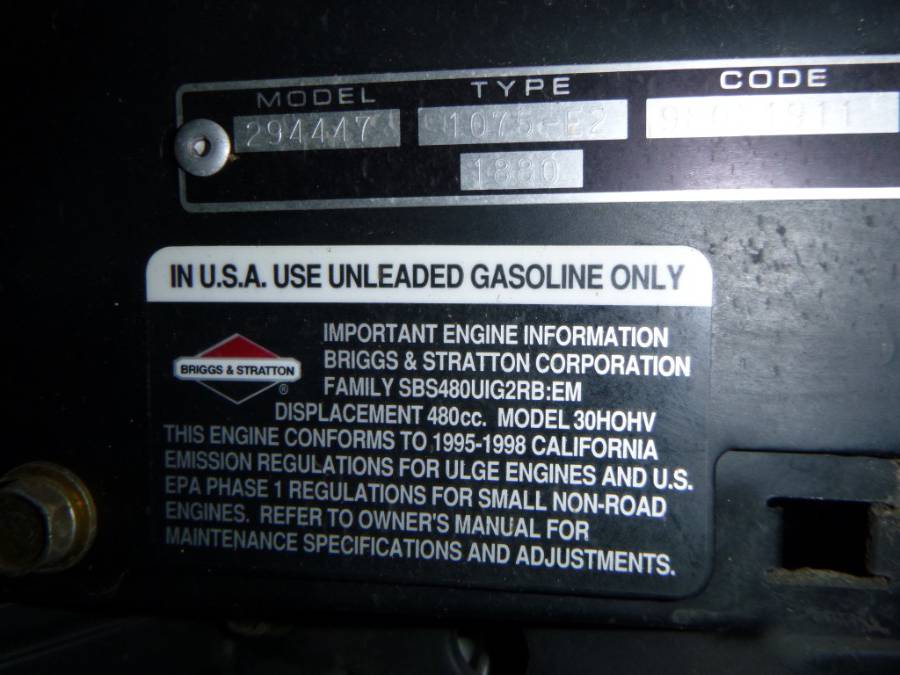 MODEL TYPE CODE
294447 1075-E2
1880
IN U.S.A. USE UNLEADED GASOLINE ONLY
BRIGGS & STRATTON
®
IMPORTANT ENGINE INFORMATION
BRIGGS & STRATTON CORPORATION
FAMILY SBS480UIG2RB:EM
DISPLACEMENT 480cc. MODEL 30HOHV
THIS ENGINE CONFORMS TO 1995-1998 CALIFORNIA
EMISSION REGULATIONS FOR ULGE ENGINES AND U.S.
EPA PHASE 1 REGULATIONS FOR SMALL NON-ROAD
ENGINES. REFER TO OWNER'S MANUAL FOR
MAINTENANCE SPECIFICATIONS AND ADJUSTMENTS.